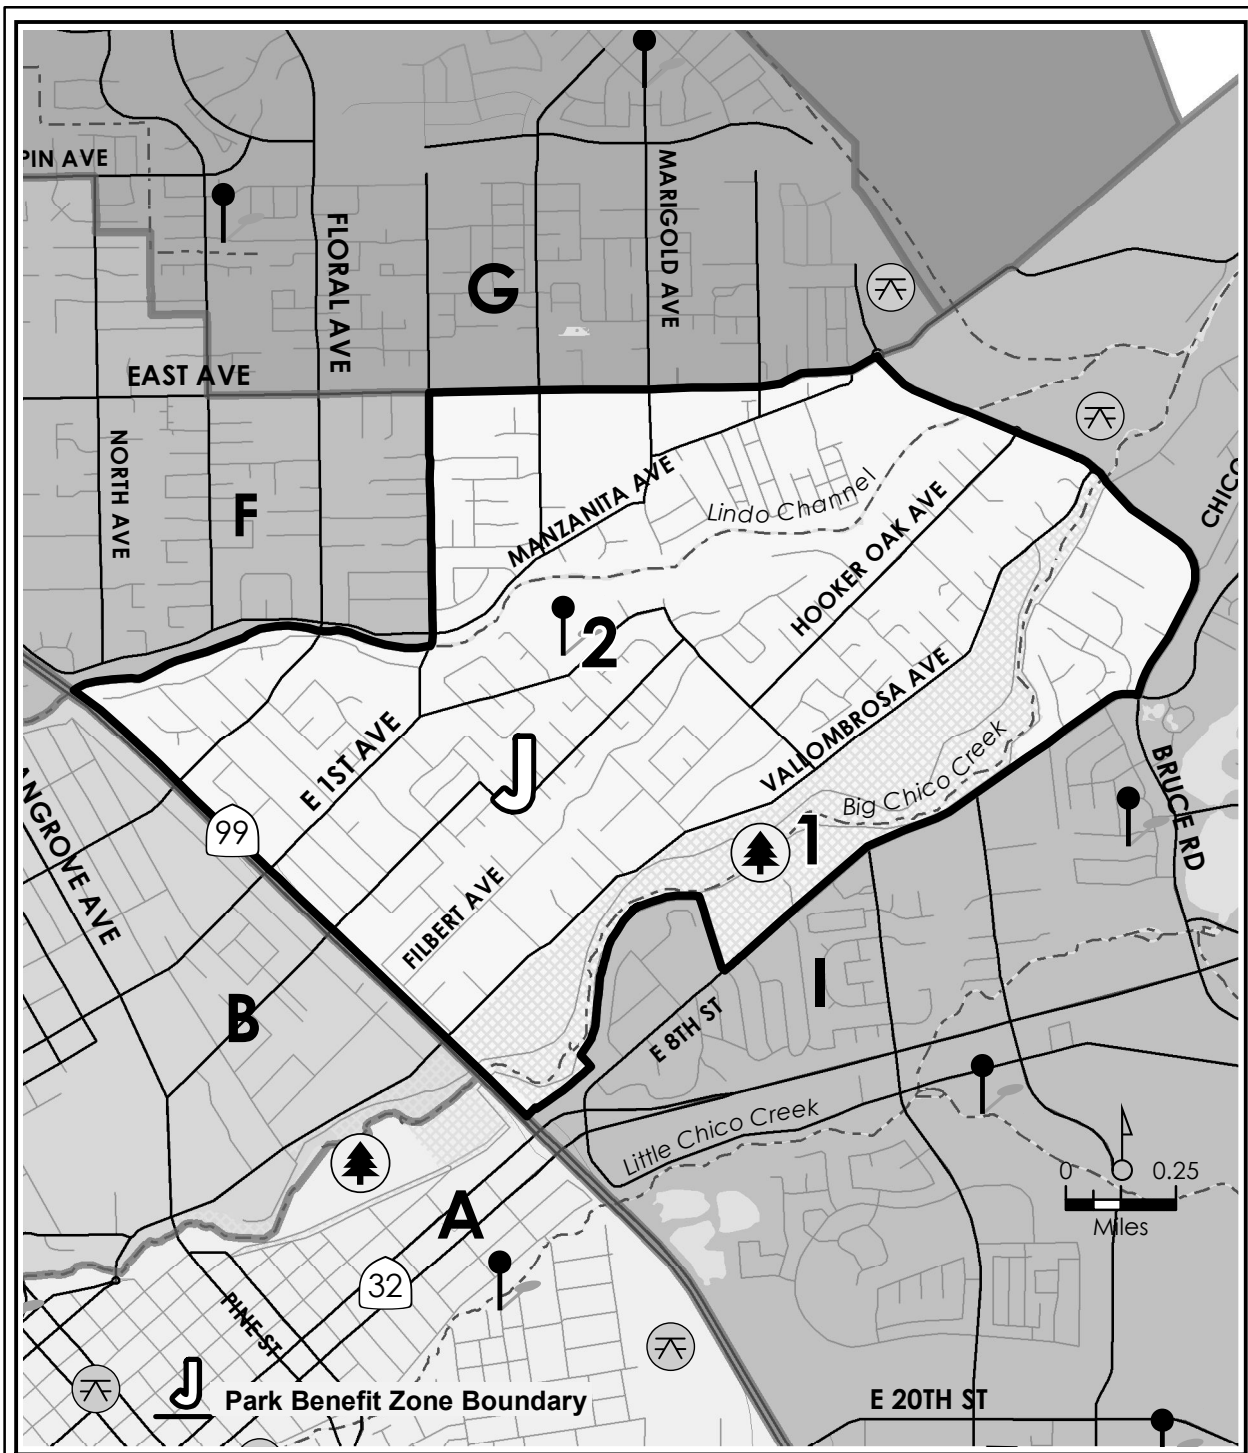 PIN AVE
FLORAL AVE
MARIGOLD AVE
G
EAST AVE
NORTH AVE
F
MANZANITA AVE
Lindo Channel
HOOKER OAK AVE
CHICO
2
E 1ST AVE
J
VALLOMBROSA AVE
Big Chico Creek
BRUCE RD
99
ANGROVE AVE
1
FILBERT AVE
I
B
E 8TH ST
Little Chico Creek
0 0.25
Miles
A
32
PINE ST
J Park Benefit Zone Boundary
E 20TH ST